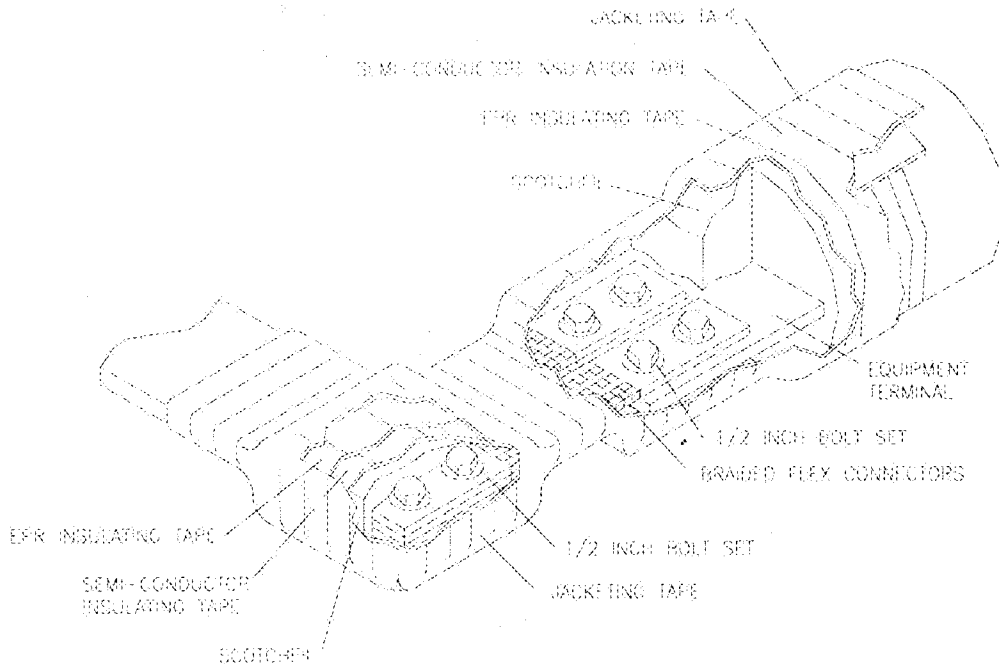 JACKETING TAPE
SEMI-CONDUCTOR INSULATION TAPE
EPR INSULATING TAPE
SCOTCHFIL
EQUIPMENT
TERMINAL
1/2 INCH BOLT SET
BRAIDED FLEX CONNECTORS
EPR INSULATING TAPE
1/2 INCH BOLT SET
SEMI-CONDUCTOR
INSULATING TAPE
JACKETING TAPE
SCOTCHFIL